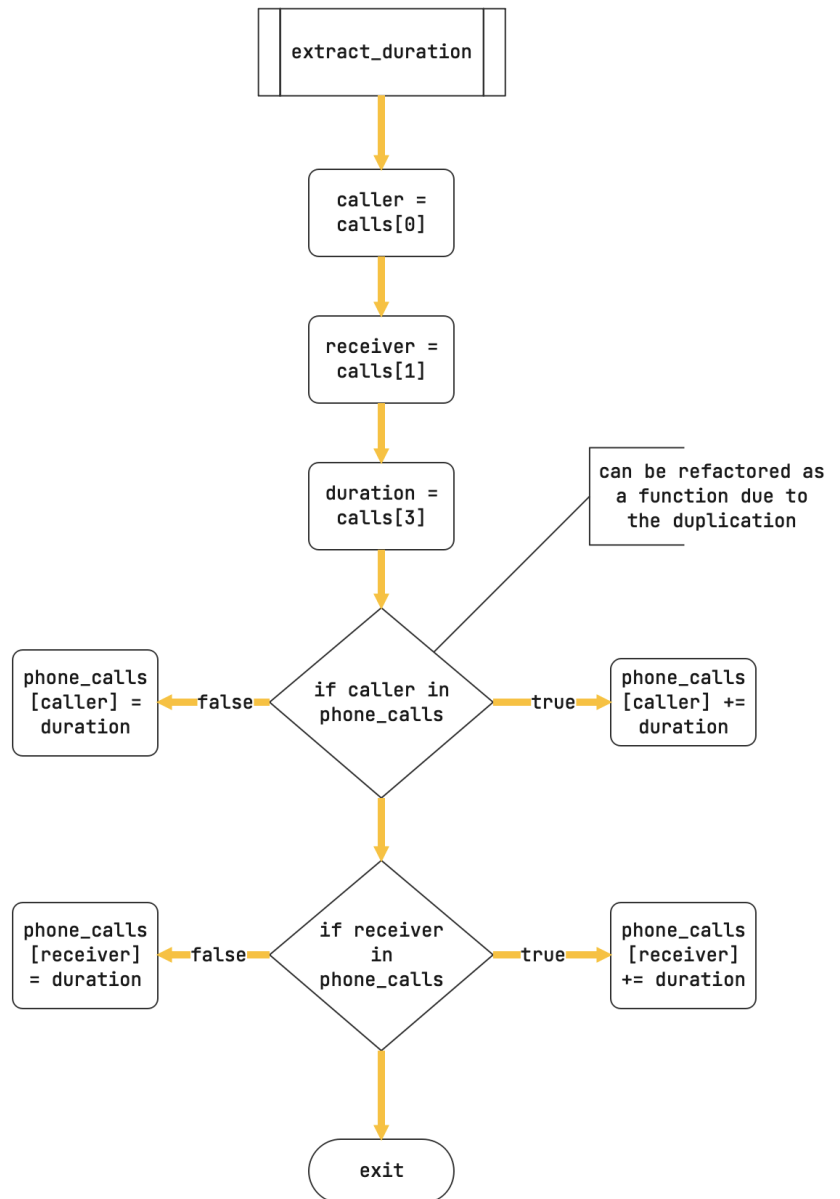 extract_duration
caller =
calls[0]
receiver =
calls[1]
duration =
calls[3]
can be refactored as
a function due to
the duplication
if caller in
phone_calls
false
phone_calls
[caller] =
duration
true
phone_calls
[caller] +=
duration
if receiver
in
phone_calls
false
phone_calls
[receiver]
= duration
true
phone_calls
[receiver]
+= duration
exit